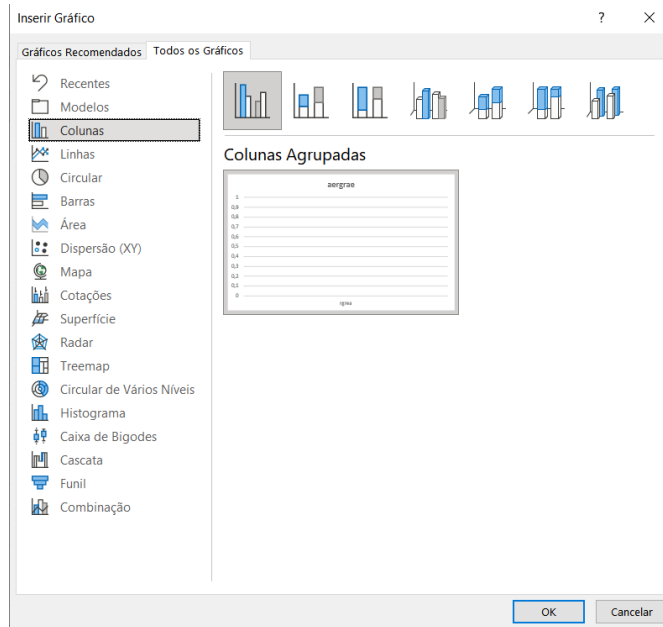 Inserir Gráfico
?
Gráficos Recomendados
Todos os Gráficos
Recentes
Modelos
Colunas
Linhas
Circular
Barras
Área
Dispersão (XY)
Mapa
Cotações
Superfície
Radar
Treemap
Circular de Vários Níveis
Histograma
Caixa de Bigodes
Cascata
Funil
Combinação
Colunas Agrupadas
aergrae
1
0,9
0,8
0,7
0,6
0,5
0,4
0,3
0,2
0,1
0
OK
Cancelar